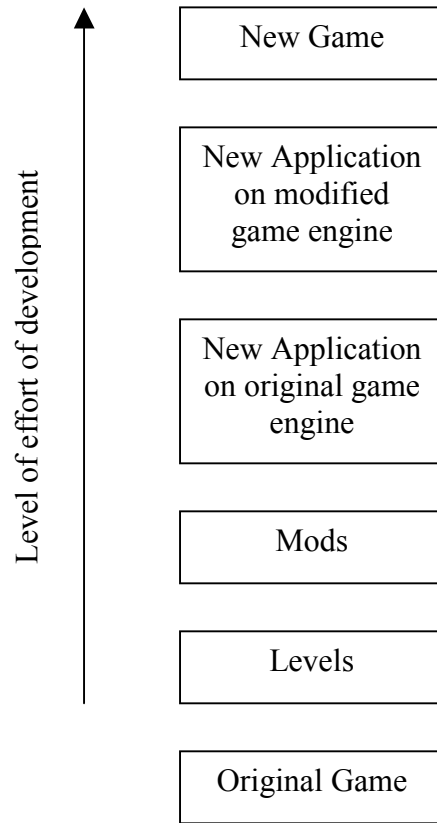 Level of effort of development
New Game
New Application
on modified
game engine
New Application
on original game
engine
Mods
Levels
Original Game